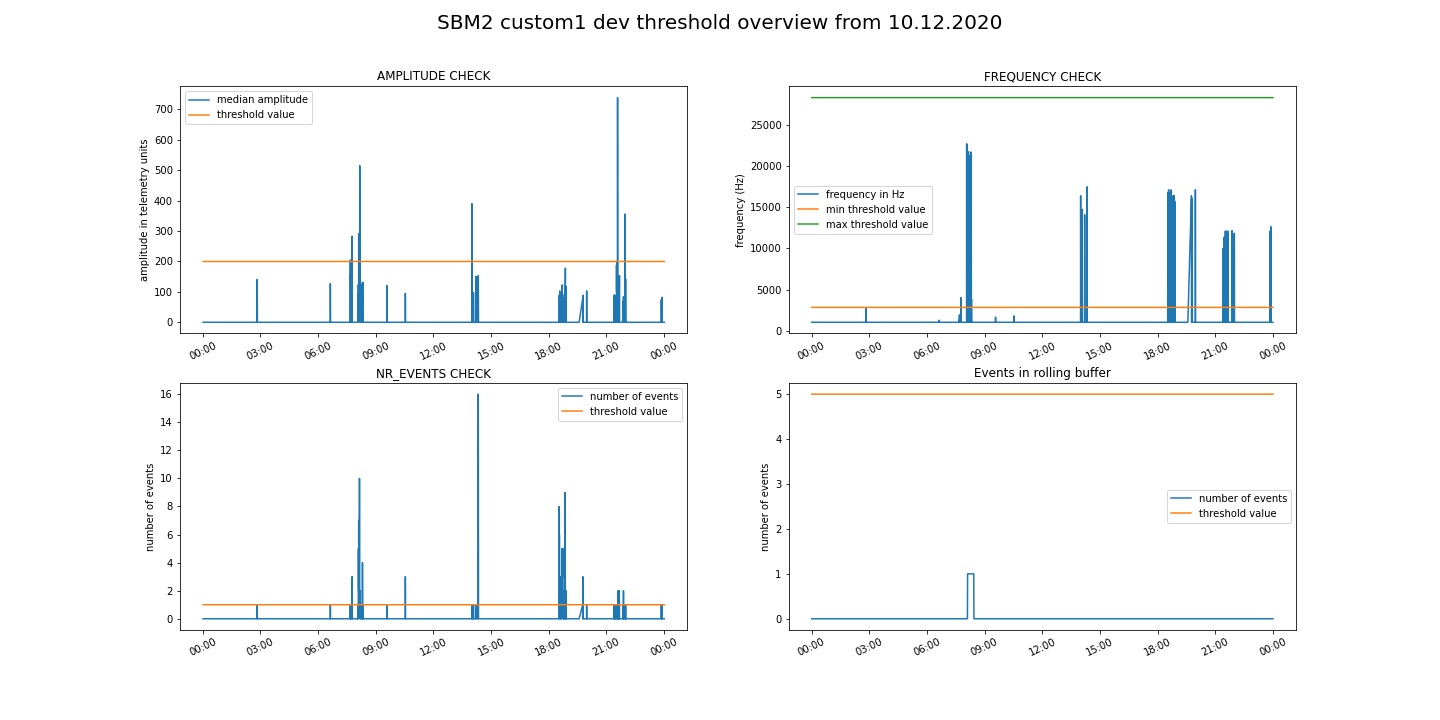 SBM2 custom1 dev threshold overview from 10.12.2020
AMPLITUDE CHECK
amplitude in telemetry units
median amplitude
threshold value
700
600
500
400
300
200
100
0
00:00 03:00 06:00 09:00 12:00 15:00 18:00 21:00 00:00
FREQUENCY CHECK
frequency (Hz)
frequency in Hz
min threshold value
max threshold value
25000
20000
15000
10000
5000
0
00:00 03:00 06:00 09:00 12:00 15:00 18:00 21:00 00:00
NR_EVENTS CHECK
number of events
number of events
threshold value
16
14
12
10
8
6
4
2
0
00:00 03:00 06:00 09:00 12:00 15:00 18:00 21:00 00:00
Events in rolling buffer
number of events
number of events
threshold value
5
4
3
2
1
0
00:00 03:00 06:00 09:00 12:00 15:00 18:00 21:00 00:00